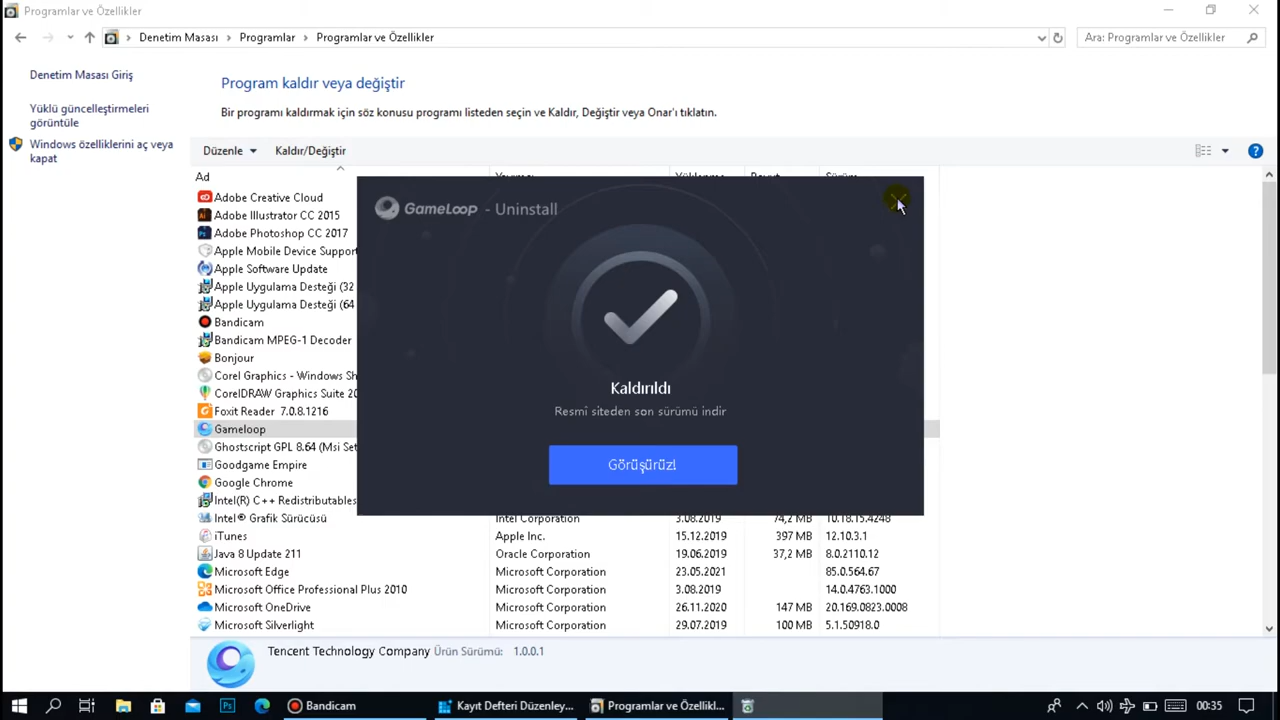 Programlar ve Özellikler
Denetim Masası
Programlar
Programlar ve Özellikler
Ara: Programlar ve Özellikler
Denetim Masası Giriş
Yüklü güncelleştirmeleri
görüntüle
Windows özelliklerini aç veya
kapat
Program kaldır veya değiştir
Bir programı kaldırmak için söz konusu programı listeden seçin ve Kaldır, Değiştir veya Onar'ı tıklatın.
Düzenle
Kaldır/Değiştir
Ad
Adobe Creative Cloud
Adobe Illustrator CC 2015
Adobe Photoshop CC 2017
Apple Mobile Device Support
Apple Software Update
Apple Uygulama Desteği (32
Apple Uygulama Desteği (64
Bandicam
Bandicam MPEG-1 Decoder
Bonjour
Corel Graphics - Windows Sh
CorelDRAW Graphics Suite 20
Foxit Reader 7.0.8.1216
Gameloop
Ghostscript GPL 8.64 (Msi Set
Goodgame Empire
Google Chrome
Intel(R) C++ Redistributables
Intel® Grafik Sürücüsü Intel Corporation 3.08.2019 74,2 MB 10.18.15.4248
iTunes Apple Inc. 15.12.2019 397 MB 12.10.3.1
Java 8 Update 211 Oracle Corporation 19.06.2019 37,2 MB 8.0.2110.12
Microsoft Edge Microsoft Corporation 23.05.2021 85.0.564.67
Microsoft Office Professional Plus 2010 Microsoft Corporation 3.08.2019 14.0.4763.1000
Microsoft OneDrive Microsoft Corporation 26.11.2020 147 MB 20.169.0823.0008
Microsoft Silverlight Microsoft Corporation 29.07.2019 100 MB 5.1.50918.0
GameLoop - Uninstall
Kaldırıldı
Resmi siteden son sürümü indir
Görüşürüz!
Tencent Technology Company Ürün Sürümü: 1.0.0.1
Bandicam
Kayıt Defteri Düzenley...
Programlar ve Özellikl...
00:35